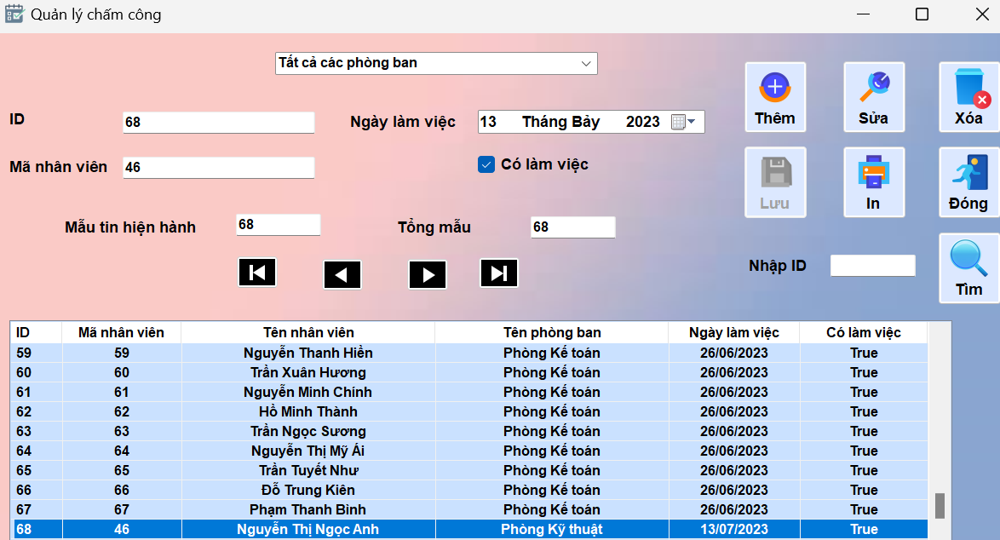 Quản lý chấm công
Tất cả các phòng ban
ID 68 Ngày làm việc 13 Tháng Bảy 2023
Mã nhân viên 46 Có làm việc
Mẫu tin hiện hành 68 Tổng mẫu 68
Thêm Sửa Xóa
Lưu In Đóng
Nhập ID
Tìm
ID Mã nhân viên Tên nhân viên Tên phòng ban Ngày làm việc Có làm việc
59 59 Nguyễn Thanh Hiền Phòng Kế toán 26/06/2023 True
60 60 Trần Xuân Hương Phòng Kế toán 26/06/2023 True
61 61 Nguyễn Minh Chính Phòng Kế toán 26/06/2023 True
62 62 Hồ Minh Thành Phòng Kế toán 26/06/2023 True
63 63 Trần Ngọc Sương Phòng Kế toán 26/06/2023 True
64 64 Nguyễn Thị Mỹ Ái Phòng Kế toán 26/06/2023 True
65 65 Trần Tuyết Như Phòng Kế toán 26/06/2023 True
66 66 Đỗ Trung Kiên Phòng Kế toán 26/06/2023 True
67 67 Phạm Thanh Bình Phòng Kế toán 26/06/2023 True
68 46 Nguyễn Thị Ngọc Anh Phòng Kỹ thuật 13/07/2023 True